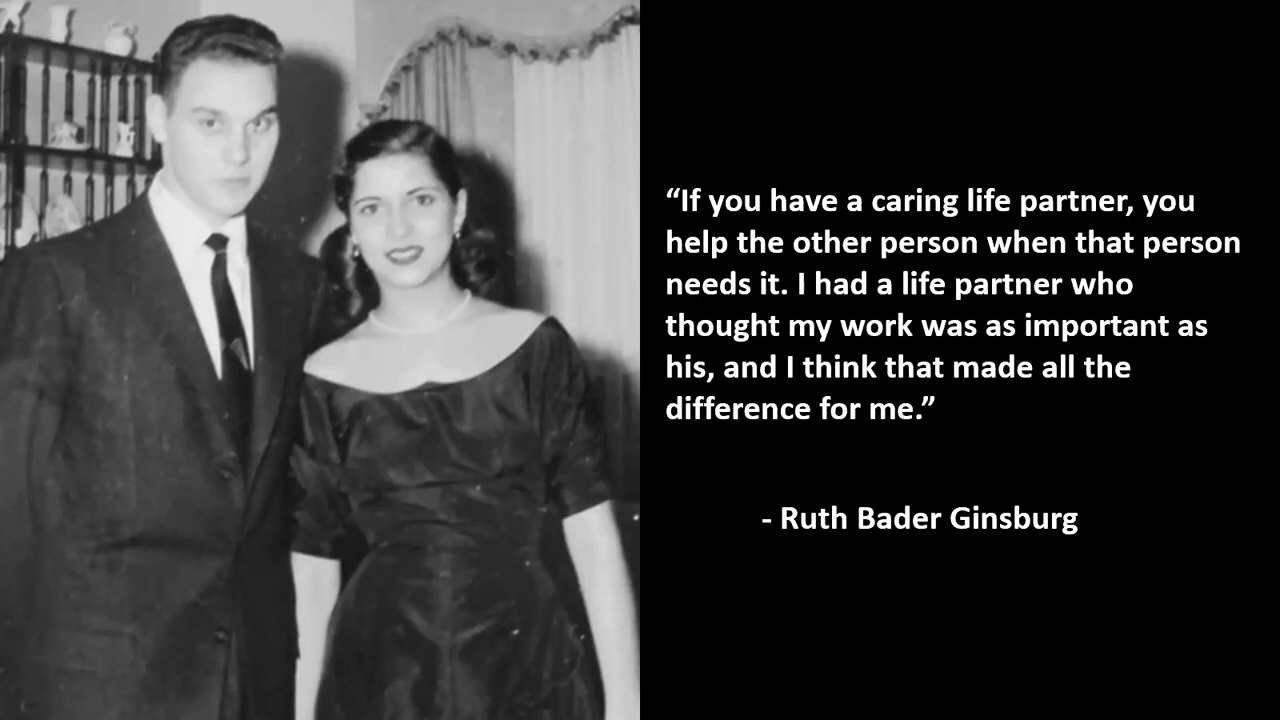 “If you have a caring life partner, you
help the other person when that person
needs it. I had a life partner who
thought my work was as important as
his, and I think that made all the
difference for me.”
- Ruth Bader Ginsburg